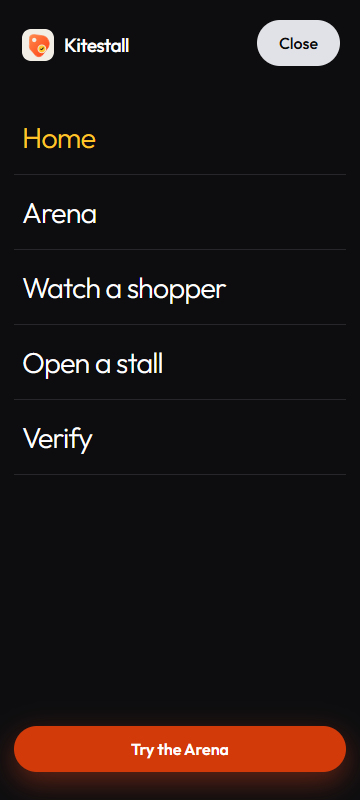 Kitestall
Close
Home
Arena
Watch a shopper
Open a stall
Verify
Try the Arena